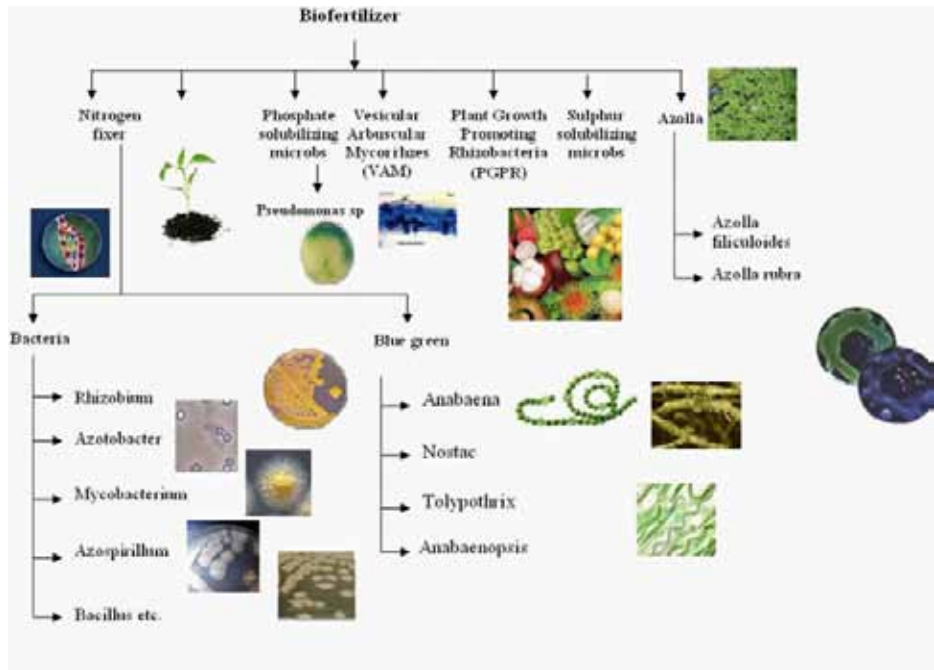 Biofertilizer
Nitrogen
fixer
Phosphate
solubilizing
microbs
Vesicular
Arbuscular
Mycorrhizes
(VAM)
Plant Growth
Promoting
Rhizobacteria
(PGPR)
Sulphur
solubilizing
microbs
Azolla
Pseudomonas sp
Azolla
filiculoides
Azolla rubra
Bacteria
Rhizobium
Azotobacter
Mycobacterium
Azospirillum
Bacillus etc.
Blue green
Anabaena
Nostac
Tolypothrix
Anabaenopsis